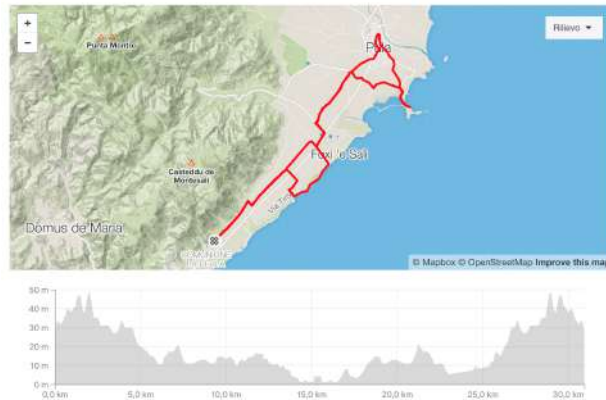 +
−
Rilievo
Punta Montixi
Pula
Foxi 'e Sali
Casteddu de
Montesali
Domus de Maria
© Mapbox © OpenStreetMap Improve this map
50 m
40 m
30 m
20 m
10 m
0 m
0,0 km
5,0 km
10,0 km
15,0 km
20,0 km
25,0 km
30,0 km